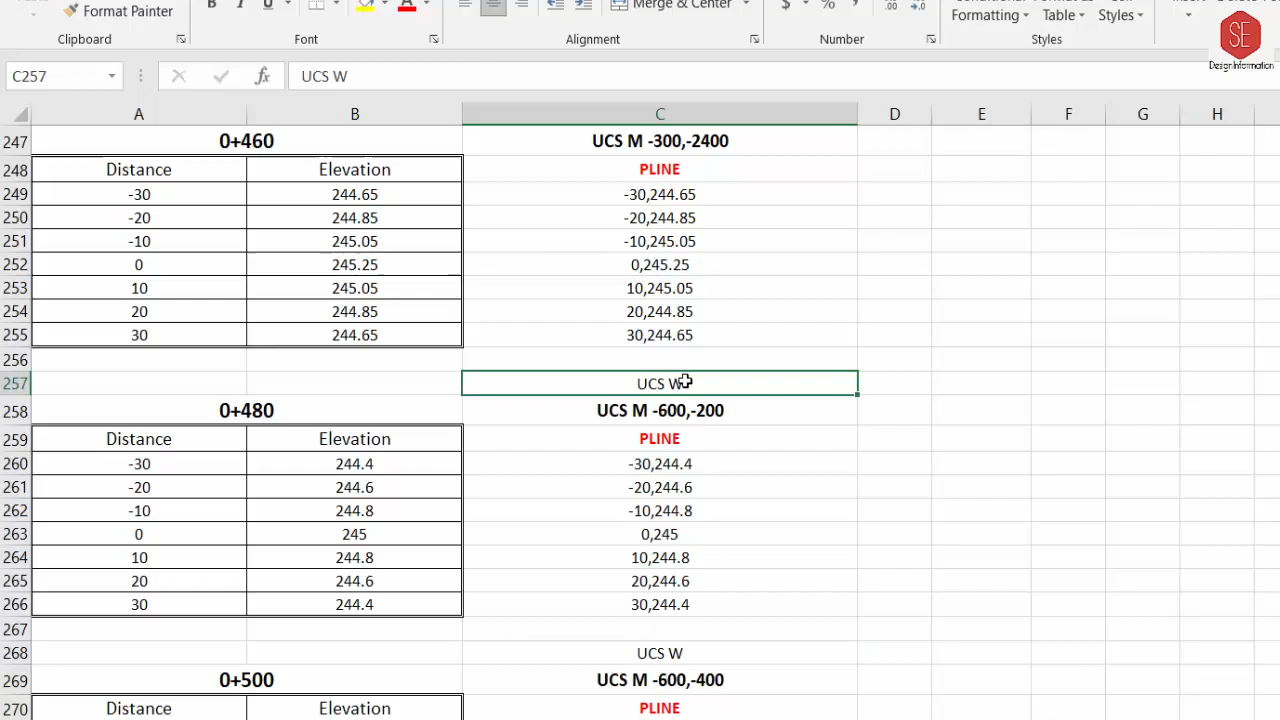 Format Painter
B I U A
Merge & Center
$ % ,
Formatting Table Styles
Clipboard Font Alignment Number Styles
SE
Design Information
C257 fx UCS W
A B C D E F G H
247 0+460 UCS M -300,-2400
248 Distance Elevation PLINE
249 -30 244.65 -30,244.65
250 -20 244.85 -20,244.85
251 -10 245.05 -10,245.05
252 0 245.25 0,245.25
253 10 245.05 10,245.05
254 20 244.85 20,244.85
255 30 244.65 30,244.65
256
257 UCS W
258 0+480 UCS M -600,-200
259 Distance Elevation PLINE
260 -30 244.4 -30,244.4
261 -20 244.6 -20,244.6
262 -10 244.8 -10,244.8
263 0 245 0,245
264 10 244.8 10,244.8
265 20 244.6 20,244.6
266 30 244.4 30,244.4
267
268 UCS W
269 0+500 UCS M -600,-400
270 Distance Elevation PLINE